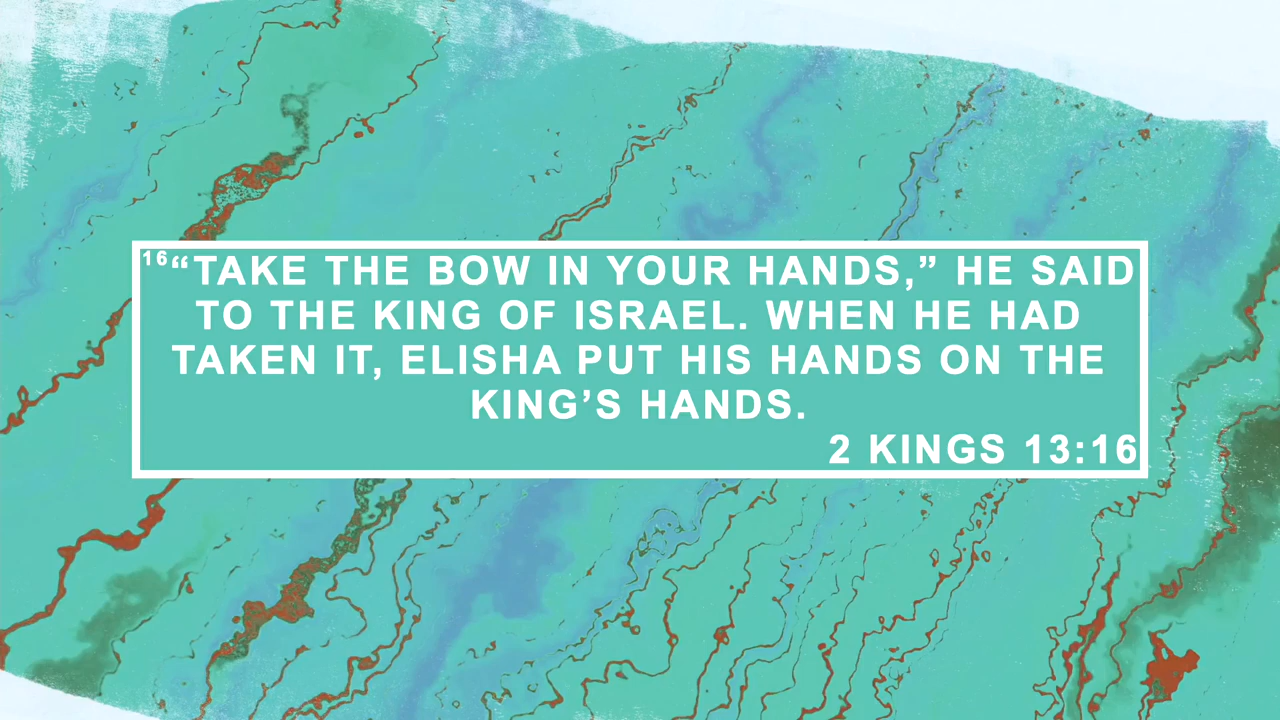 16“TAKE THE BOW IN YOUR HANDS,” HE SAID
TO THE KING OF ISRAEL. WHEN HE HAD
TAKEN IT, ELISHA PUT HIS HANDS ON THE
KING’S HANDS.
2 KINGS 13:16